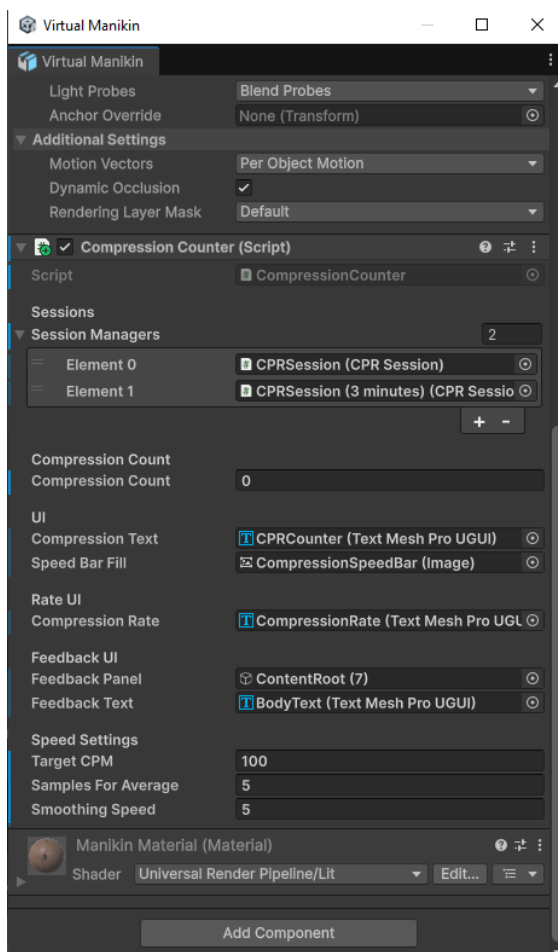 Virtual Manikin
Virtual Manikin
Light Probes Blend Probes
Anchor Override None (Transform)
Additional Settings
Motion Vectors Per Object Motion
Dynamic Occlusion
Rendering Layer Mask Default
Compression Counter (Script)
Script CompressionCounter
Sessions
Session Managers 2
Element 0 CPRSession (CPR Session)
Element 1 CPRSession (3 minutes) (CPR Sessio
+ -
Compression Count
Compression Count 0
UI
Compression Text CPRCounter (Text Mesh Pro UGUI)
Speed Bar Fill CompressionSpeedBar (Image)
Rate UI
Compression Rate CompressionRate (Text Mesh Pro UGU
Feedback UI
Feedback Panel ContentRoot (7)
Feedback Text BodyText (Text Mesh Pro UGUI)
Speed Settings
Target CPM 100
Samples For Average 5
Smoothing Speed 5
Manikin Material (Material)
Shader Universal Render Pipeline/Lit Edit...
Add Component